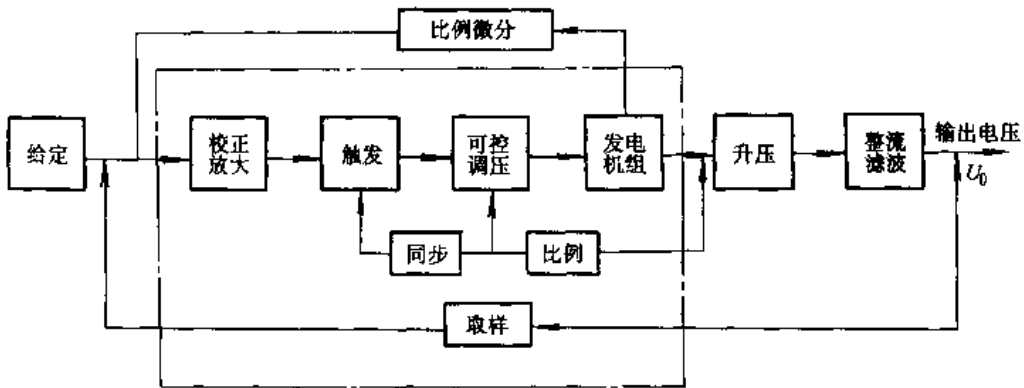 比例微分
给定
校正
放大
触发
可控
调压
发电
机组
升压
整流
滤波
输出电压
U₀
同步
比例
取样